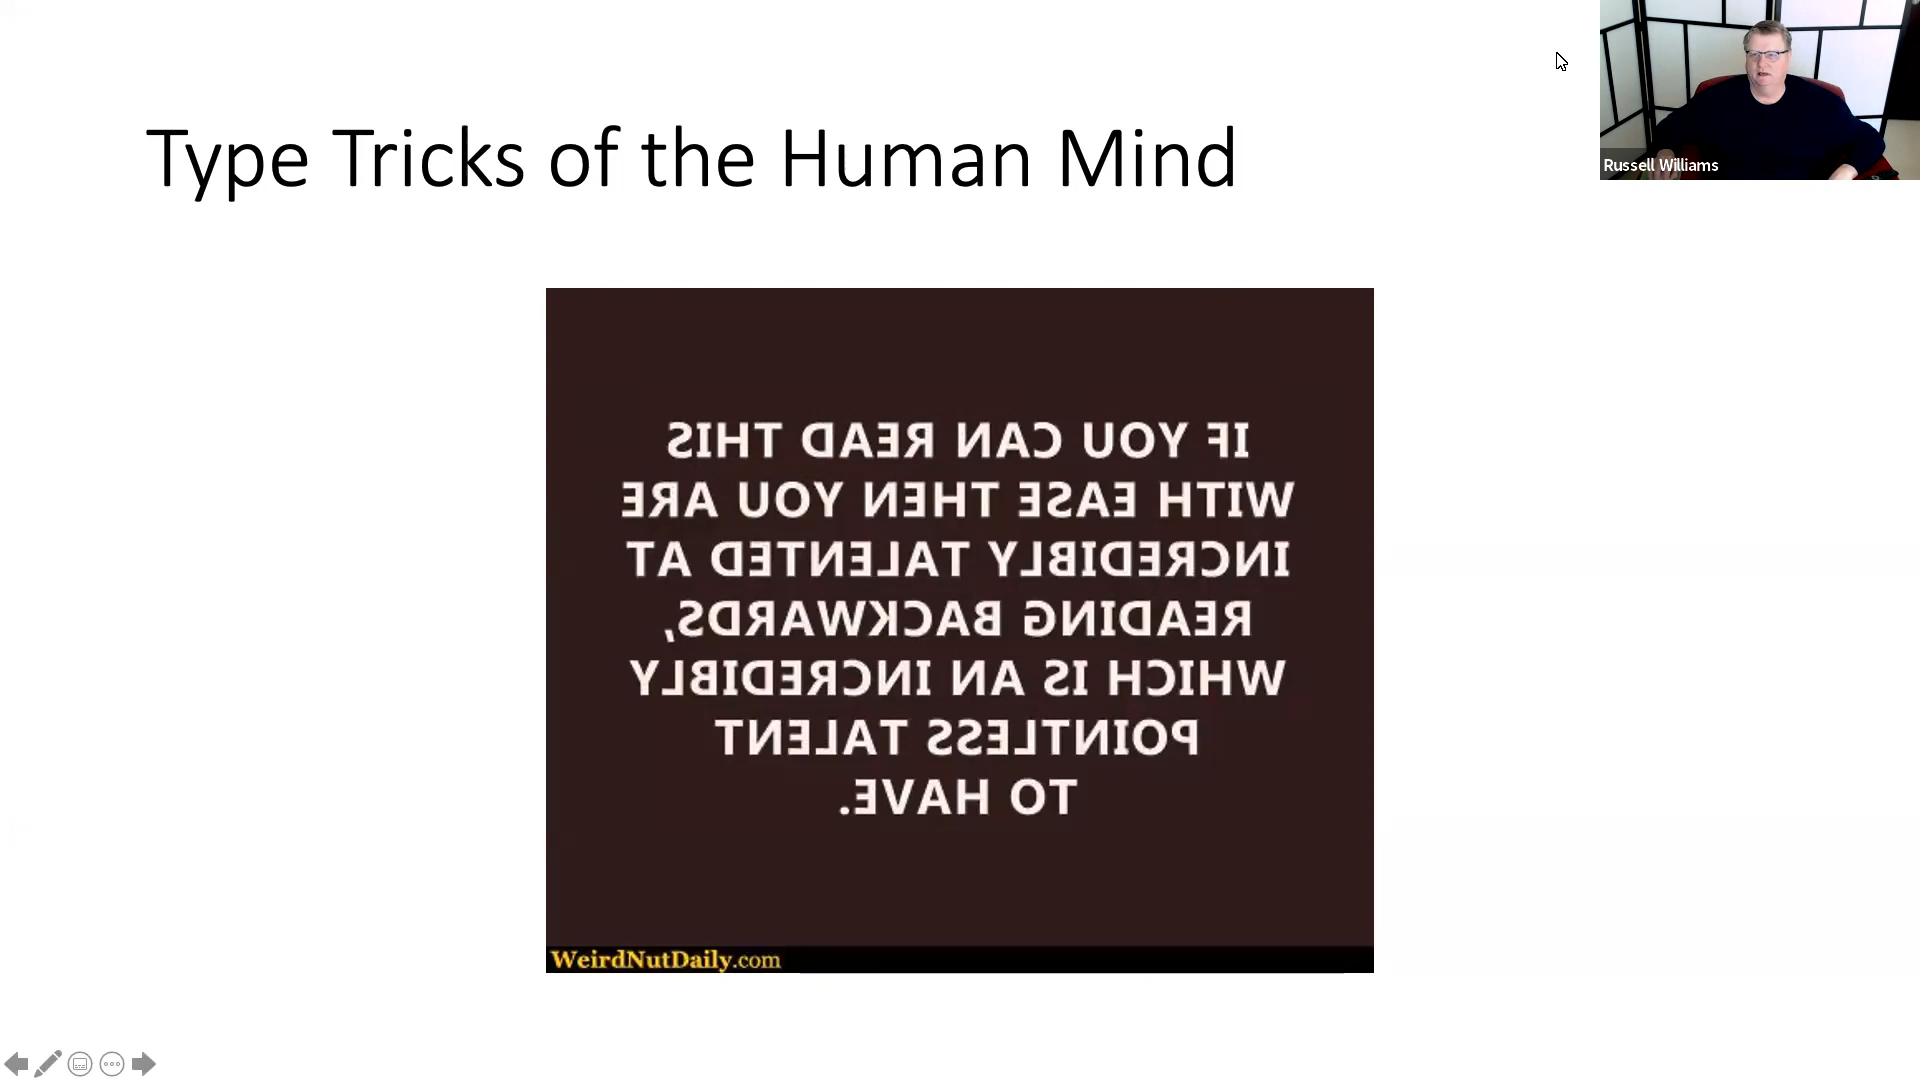 Type Tricks of the Human Mind
Russell Williams
IF YOU CAN READ THIS
WITH EASE THEN YOU ARE
INCREDIBLY TALENTED AT
READING BACKWARDS,
WHICH IS AN INCREDIBLY
POINTLESS TALENT
TO HAVE.
WeirdNutDaily.com